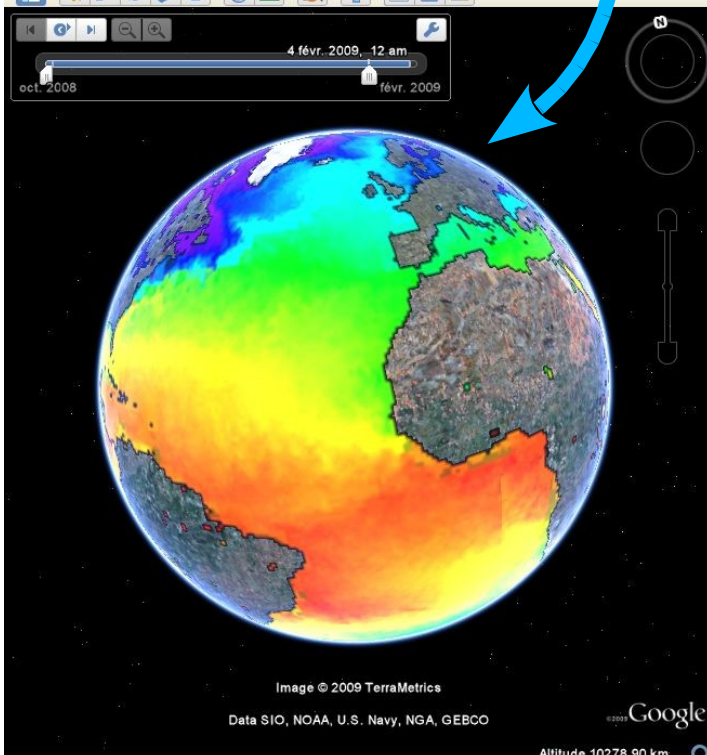 4 févr. 2009, 12 am
oct. 2008 févr. 2009
N
Image © 2009 TerraMetrics
Data SIO, NOAA, U.S. Navy, NGA, GEBCO
©2009 Google
Altitude 10278.90 km